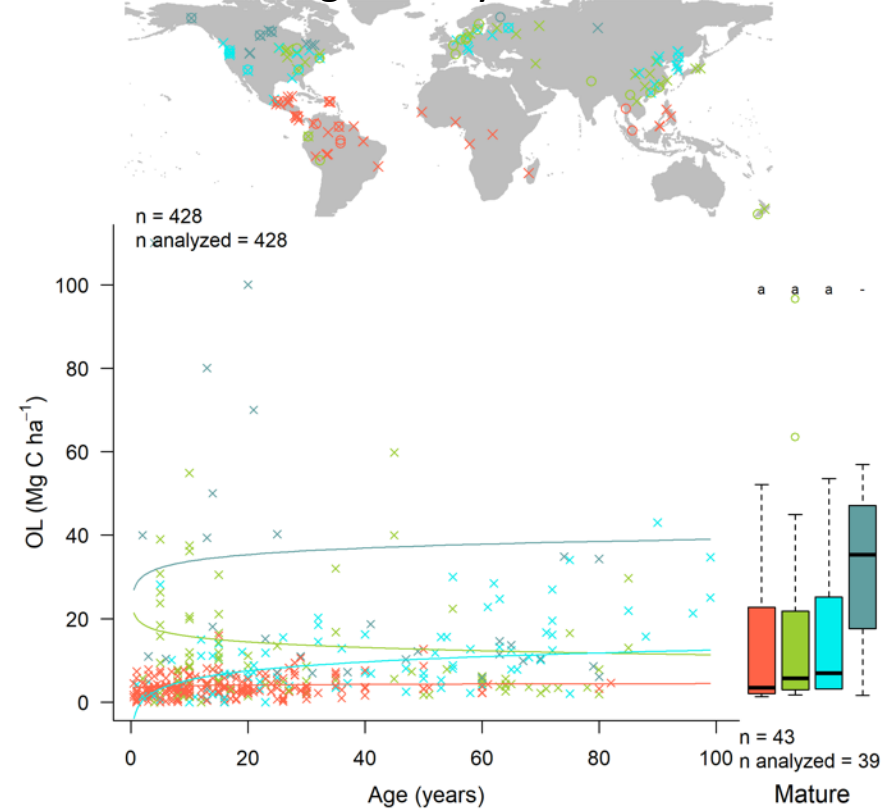 n = 428
n analyzed = 428
OL (Mg C ha⁻¹)
100
80
60
40
20
0
0 20 40 60 80 100
Age (years)
a a a -
n = 43
n analyzed = 39
Mature